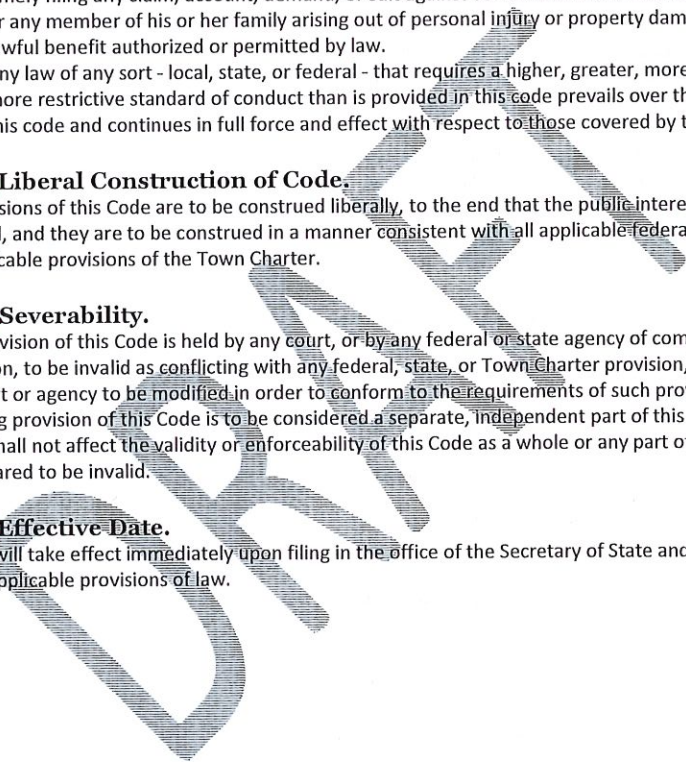 r any member of his or her family arising out of personal injury or property dam
wful benefit authorized or permitted by law.
ny law of any sort - local, state, or federal - that requires a higher, greater, more
nore restrictive standard of conduct than is provided in this code prevails over th
his code and continues in full force and effect with respect to those covered by t
Liberal Construction of Code.
sions of this Code are to be construed liberally, to the end that the public intere
, and they are to be construed in a manner consistent with all applicable federa
cable provisions of the Town Charter.
Severability.
vision of this Code is held by any court, or by any federal or state agency of com
on, to be invalid as conflicting with any federal, state, or Town Charter provision,
t or agency to be modified in order to conform to the requirements of such pro
g provision of this Code is to be considered a separate, independent part of this
hall not affect the validity or enforceability of this Code as a whole or any part o
ared to be invalid.
Effective Date.
will take effect immediately upon filing in the office of the Secretary of State and
pplicable provisions of law.
DRAFT